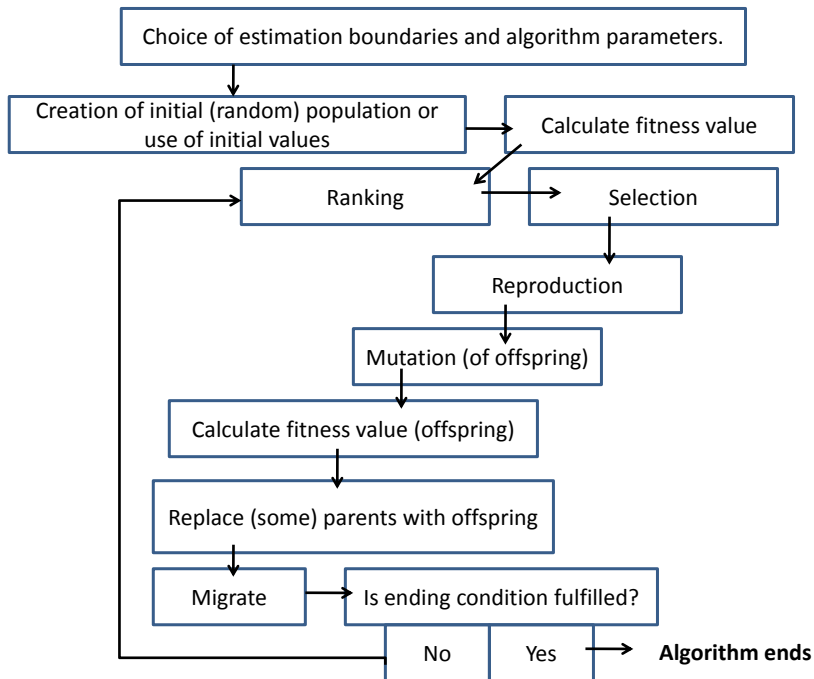 Choice of estimation boundaries and algorithm parameters.
Creation of initial (random) population or
use of initial values
Calculate fitness value
Ranking
Selection
Reproduction
Mutation (of offspring)
Calculate fitness value (offspring)
Replace (some) parents with offspring
Migrate
Is ending condition fulfilled?
No
Yes
Algorithm ends